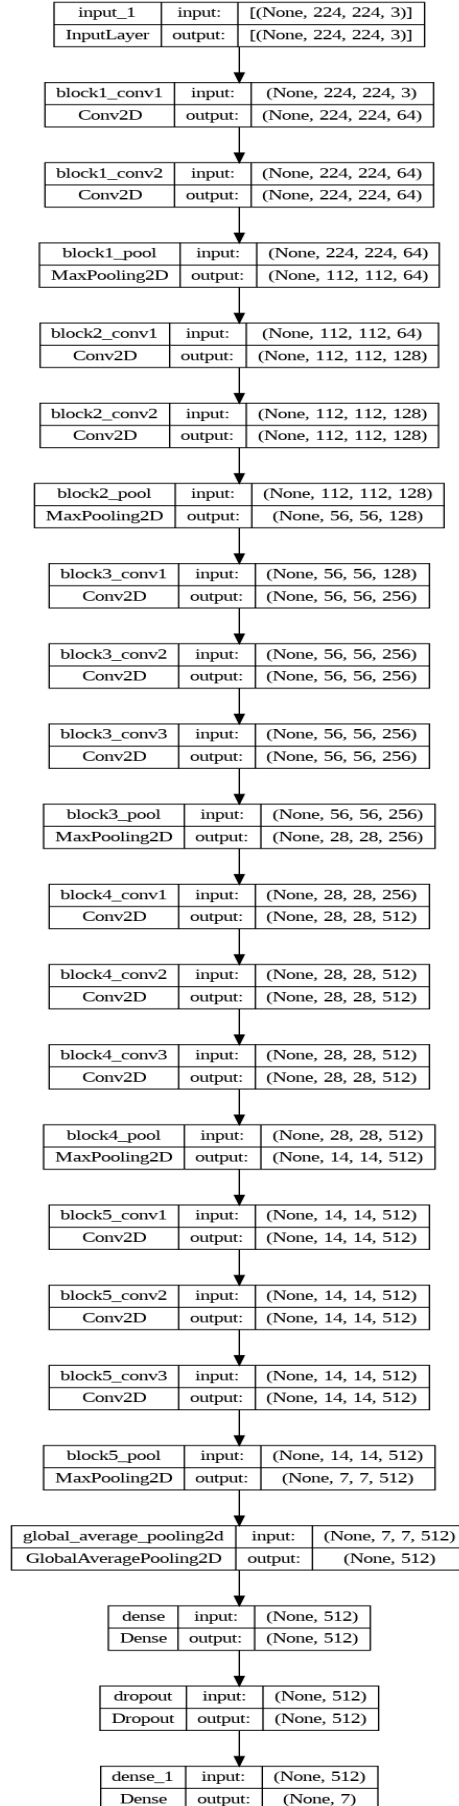 input_1 input: [(None, 224, 224, 3)]
InputLayer output: [(None, 224, 224, 3)]
block1_conv1 input: (None, 224, 224, 3)
Conv2D output: (None, 224, 224, 64)
block1_conv2 input: (None, 224, 224, 64)
Conv2D output: (None, 224, 224, 64)
block1_pool input: (None, 224, 224, 64)
MaxPooling2D output: (None, 112, 112, 64)
block2_conv1 input: (None, 112, 112, 64)
Conv2D output: (None, 112, 112, 128)
block2_conv2 input: (None, 112, 112, 128)
Conv2D output: (None, 112, 112, 128)
block2_pool input: (None, 112, 112, 128)
MaxPooling2D output: (None, 56, 56, 128)
block3_conv1 input: (None, 56, 56, 128)
Conv2D output: (None, 56, 56, 256)
block3_conv2 input: (None, 56, 56, 256)
Conv2D output: (None, 56, 56, 256)
block3_conv3 input: (None, 56, 56, 256)
Conv2D output: (None, 56, 56, 256)
block3_pool input: (None, 56, 56, 256)
MaxPooling2D output: (None, 28, 28, 256)
block4_conv1 input: (None, 28, 28, 256)
Conv2D output: (None, 28, 28, 512)
block4_conv2 input: (None, 28, 28, 512)
Conv2D output: (None, 28, 28, 512)
block4_conv3 input: (None, 28, 28, 512)
Conv2D output: (None, 28, 28, 512)
block4_pool input: (None, 28, 28, 512)
MaxPooling2D output: (None, 14, 14, 512)
block5_conv1 input: (None, 14, 14, 512)
Conv2D output: (None, 14, 14, 512)
block5_conv2 input: (None, 14, 14, 512)
Conv2D output: (None, 14, 14, 512)
block5_conv3 input: (None, 14, 14, 512)
Conv2D output: (None, 14, 14, 512)
block5_pool input: (None, 14, 14, 512)
MaxPooling2D output: (None, 7, 7, 512)
global_average_pooling2d input: (None, 7, 7, 512)
GlobalAveragePooling2D output: (None, 512)
dense input: (None, 512)
Dense output: (None, 512)
dropout input: (None, 512)
Dropout output: (None, 512)
dense_1 input: (None, 512)
Dense output: (None, 7)